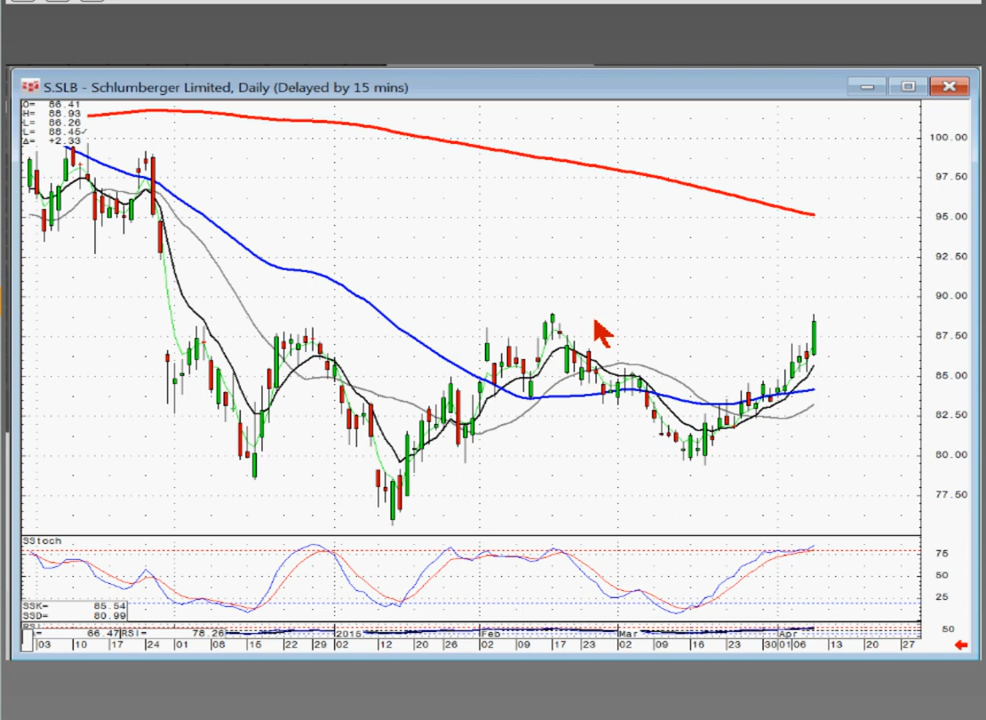 S.SLB - Schlumberger Limited, Daily (Delayed by 15 mins)
O= 86.41
H= 88.93
L= 86.26
L= 88.45✓
Δ= +2.33
100.00
97.50
95.00
92.50
90.00
87.50
85.00
82.50
80.00
77.50
SStoch
75
50
25
SSK= 85.54
SSD= 80.99
66.47 RSI= 78.26
50
2015 Feb Mar Apr
03 10 17 24 01 08 16 22 29 02 12 20 26 02 09 17 23 02 09 16 23 30 01 06 13 20 27